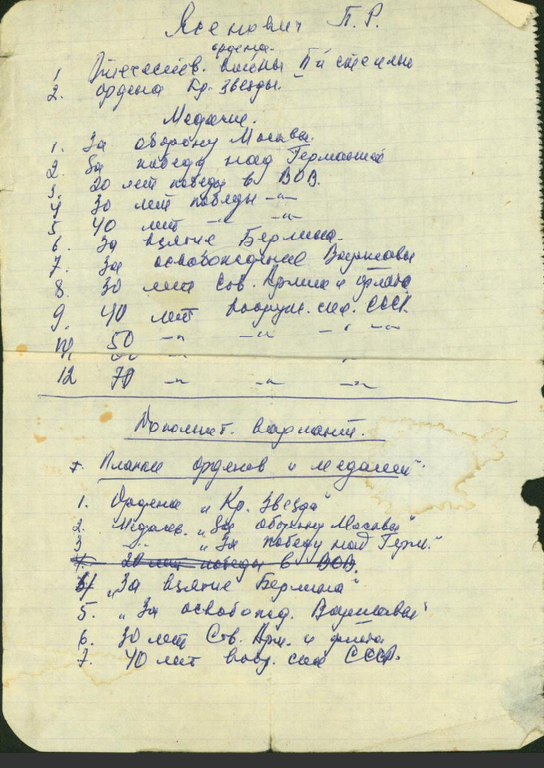 Ясенович П. Р.
ордена.
1. Отечествев. войны II й степени
2. Ордена Кр. Звезды.
Медали.
1. За оборону Москвы.
2. За победу над Германией
3. 20 лет победы в ВОВ.
4 30 лет победы -"-
5 40 лет -"- -"-
6. За взятие Берлина.
7. За освобождение Варшавы
8. 30 лет Сов. Армии и флота
9. 40 лет вооруж. сил. СССР.
50 -"- -"- -"- -"-
12 70 -"- -"- -"-
Дополнит. вариант.
Планки орденов и медалей.
1. Ордена „Кр. Звезда"
2. Медалей. „За оборону Москвы"
3 -"- „За победу над Герм."
4. 20 лет победы в ВОВ.
4) „За взятие Берлина"
5. „За освобожд. Варшавы"
6. 30 лет Сов. Арм. и флота
7. 40 лет воор. сил СССР.